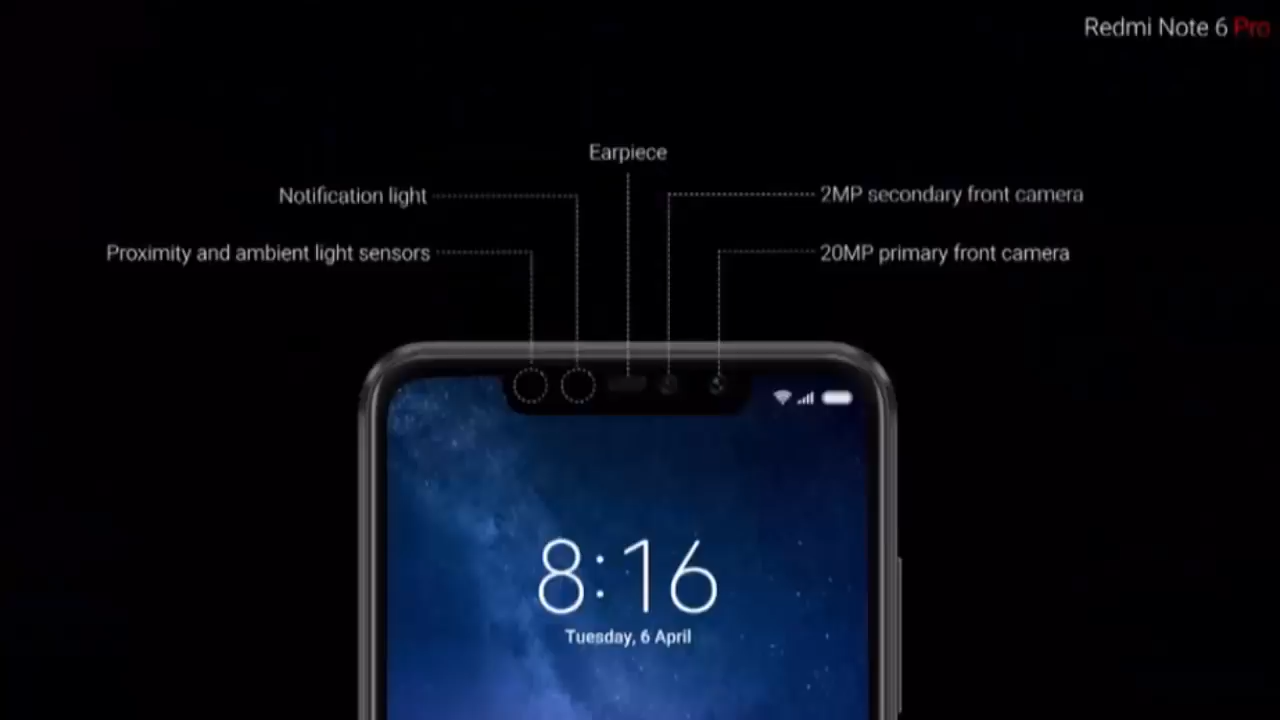 Redmi Note 6 Pro
Earpiece
Notification light
2MP secondary front camera
Proximity and ambient light sensors
20MP primary front camera
8:16
Tuesday, 6 April